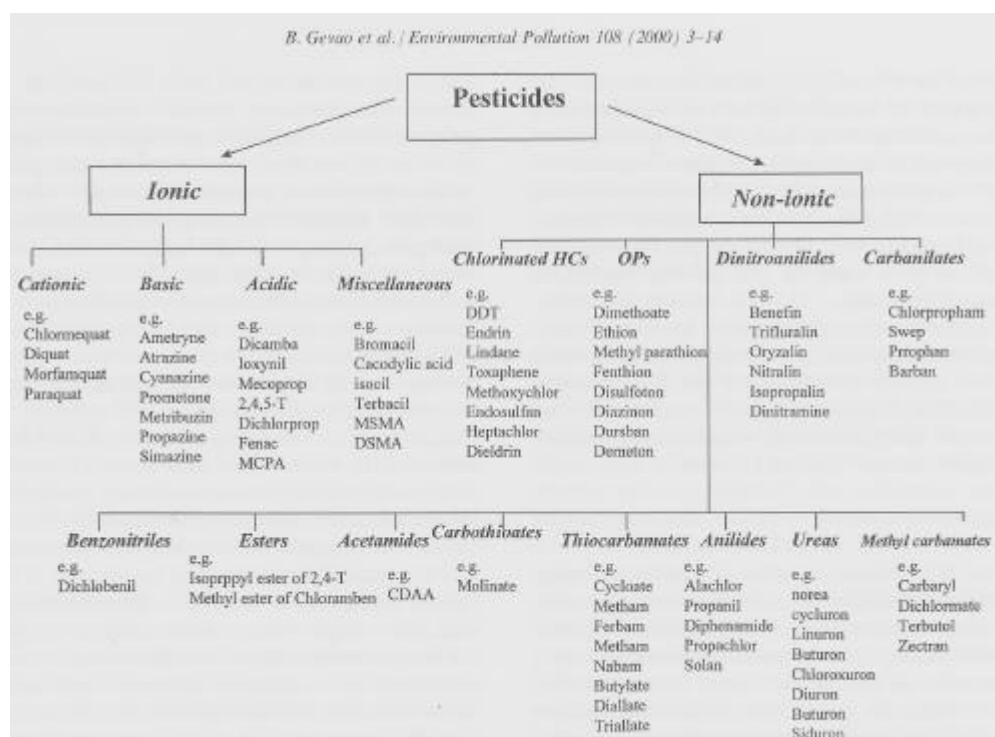 B. Gevao et al. / Environmental Pollution 108 (2000) 3–14
Pesticides
Ionic
Non-ionic
Cationic
e.g.
Chlormequat
Diquat
Morfamquat
Paraquat
Basic
e.g.
Ametryne
Atrazine
Cyanazine
Prometone
Metribuzin
Propazine
Simazine
Acidic
e.g.
Dicamba
Ioxynil
Mecoprop
2,4,5-T
Dichlorprop
Fenac
MCPA
Miscellaneous
e.g.
Bromacil
Cacodylic acid
isocil
Terbacil
MSMA
DSMA
Chlorinated HCs
e.g.
DDT
Endrin
Lindane
Toxaphene
Methoxychlor
Endosulfan
Heptachlor
Dieldrin
OPs
e.g.
Dimethoate
Ethion
Methyl parathion
Fenthion
Disulfoton
Diazinon
Dursban
Demeton
Dinitroanilides
e.g.
Benefin
Trifluralin
Oryzalin
Nitralin
Isopropalin
Dinitramine
Carbanilates
e.g.
Chlorpropham
Swep
Prrophan
Barban
Benzonitriles
e.g.
Dichlobenil
Esters
e.g.
Isoprppyl ester of 2,4-T
Methyl ester of Chloramben
Acetamides
e.g.
CDAA
Carbothioates
e.g.
Molinate
Thiocarbamates
e.g.
Cycloate
Metham
Ferbam
Metham
Nabam
Butylate
Diallate
Triallate
Anilides
e.g.
Alachlor
Propanil
Diphenamide
Propachlor
Solan
Ureas
e.g.
norea
cycluron
Linuron
Buturon
Chloroxuron
Diuron
Buturon
Siduron
Methyl carbamates
e.g.
Carbaryl
Dichlormate
Terbutol
Zectran